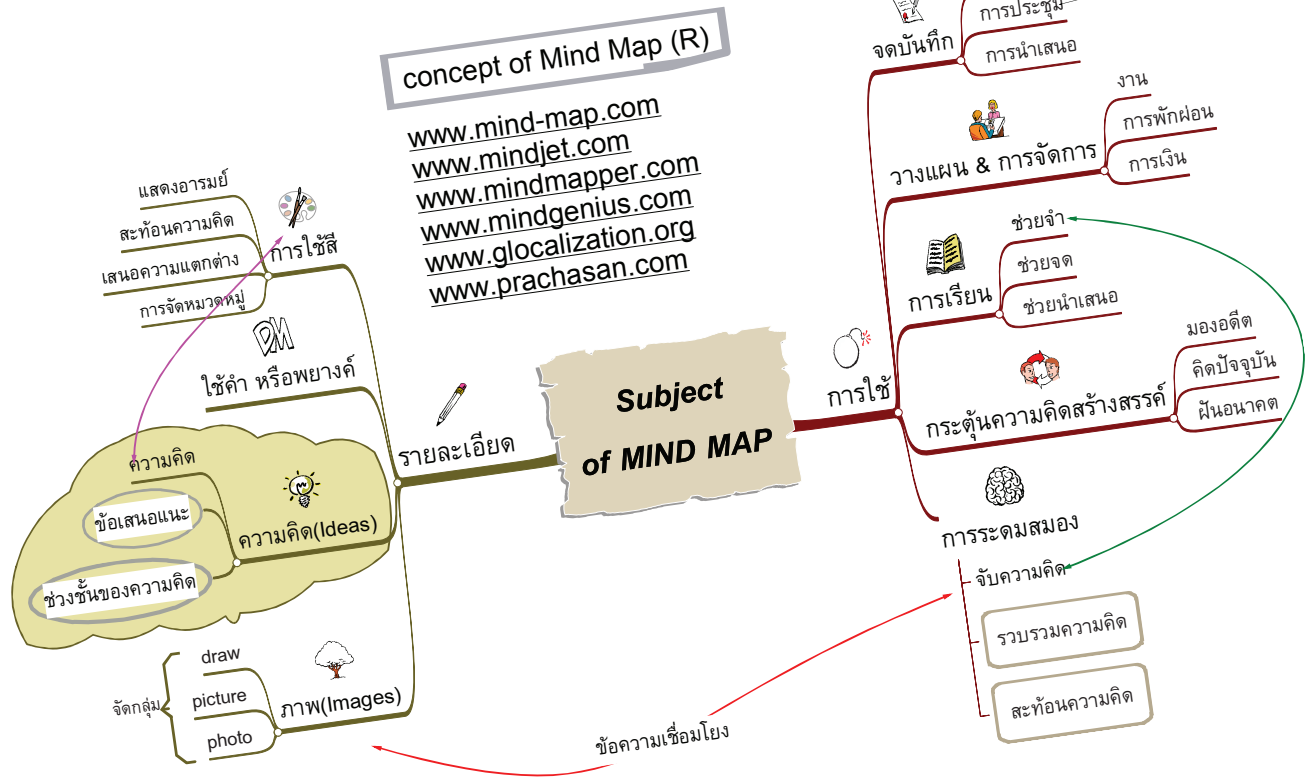 concept of Mind Map (R)
www.mind-map.com
www.mindjet.com
www.mindmapper.com
www.mindgenius.com
www.glocalization.org
www.prachasan.com
Subject
of MIND MAP
การใช้
จดบันทึก
การประชุม
การนำเสนอ
วางแผน & การจัดการ
งาน
การพักผ่อน
การเงิน
การเรียน
ช่วยจำ
ช่วยจด
ช่วยนำเสนอ
กระตุ้นความคิดสร้างสรรค์
มองอดีต
คิดปัจจุบัน
ฝันอนาคต
การระดมสมอง
จับความคิด
รวบรวมความคิด
สะท้อนความคิด
รายละเอียด
การใช้สี
แสดงอารมย์
สะท้อนความคิด
เสนอความแตกต่าง
การจัดหมวดหมู่
DM
ใช้คำ หรือพยางค์
ความคิด(Ideas)
ความคิด
ข้อเสนอแนะ
ช่วงชั้นของความคิด
ภาพ(Images)
draw
picture
photo
จัดกลุ่ม
ข้อความเชื่อมโยง